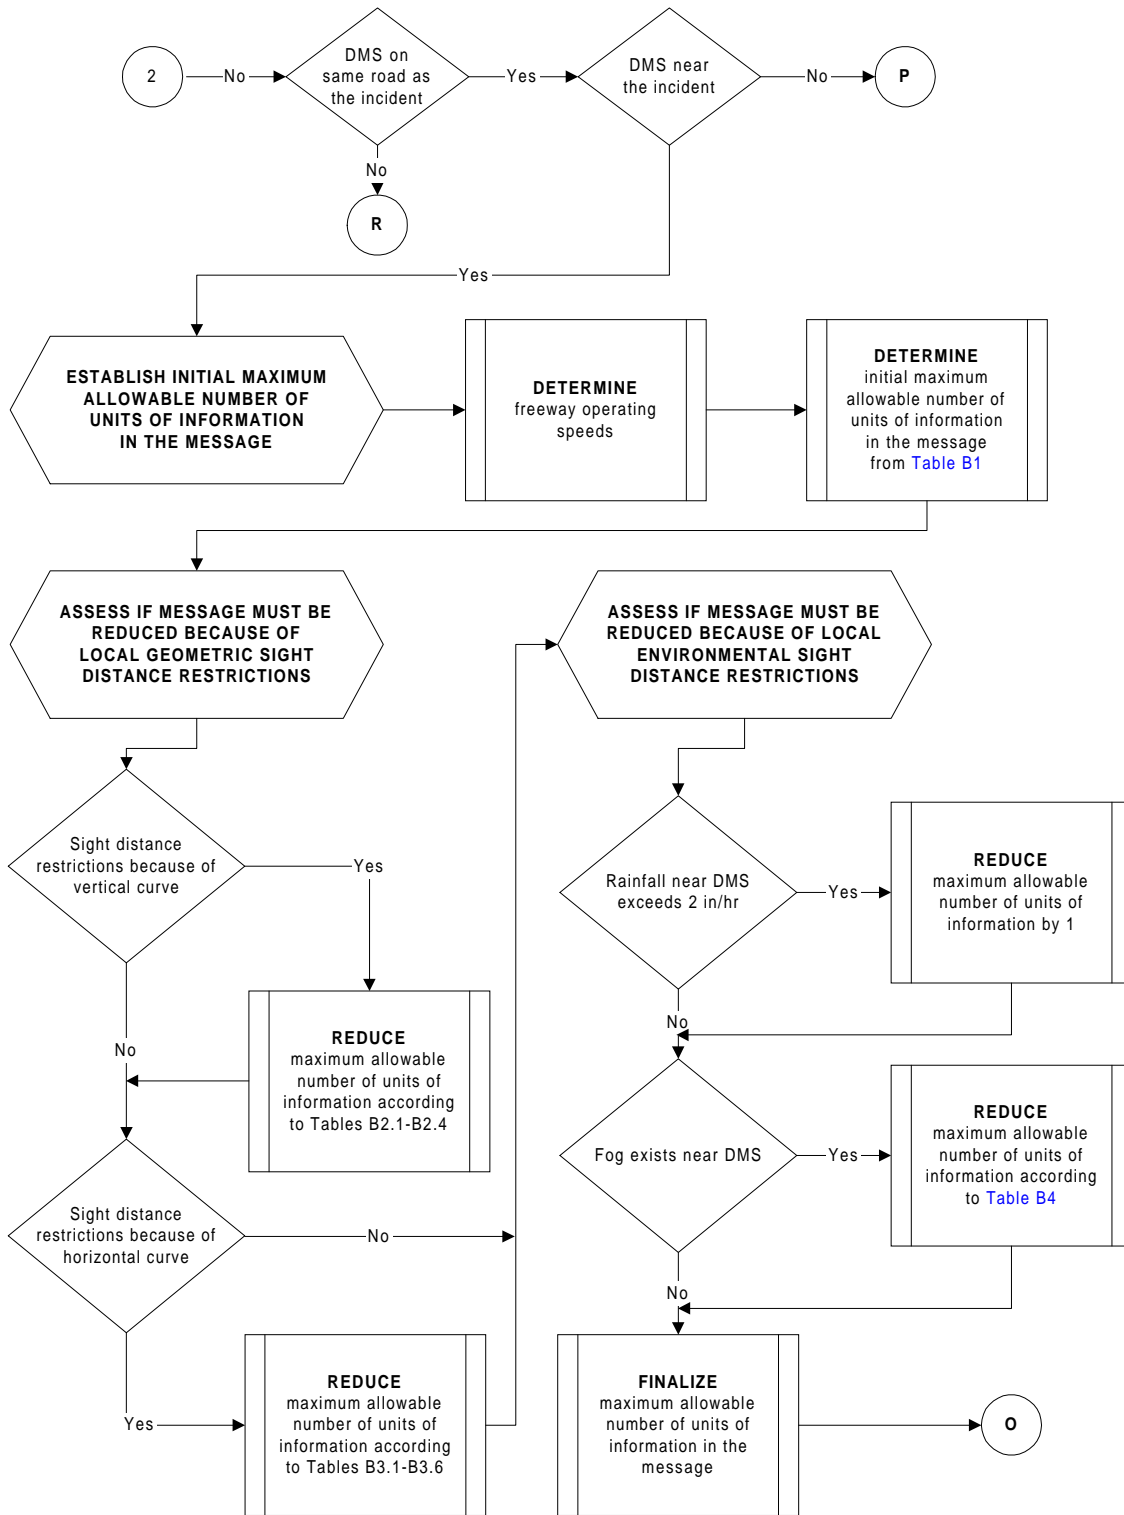 2
No
DMS on
same road as
the incident
Yes
DMS near
the incident
No
P
No
R
Yes
ESTABLISH INITIAL MAXIMUM
ALLOWABLE NUMBER OF
UNITS OF INFORMATION
IN THE MESSAGE
DETERMINE
freeway operating
speeds
DETERMINE
initial maximum
allowable number of
units of information
in the message
from Table B1
ASSESS IF MESSAGE MUST BE
REDUCED BECAUSE OF
LOCAL GEOMETRIC SIGHT
DISTANCE RESTRICTIONS
ASSESS IF MESSAGE MUST BE
REDUCED BECAUSE OF LOCAL
ENVIRONMENTAL SIGHT
DISTANCE RESTRICTIONS
Sight distance
restrictions because of
vertical curve
Yes
No
REDUCE
maximum allowable
number of units of
information according
to Tables B2.1-B2.4
Sight distance
restrictions because of
horizontal curve
No
Yes
REDUCE
maximum allowable
number of units of
information according
to Tables B3.1-B3.6
Rainfall near DMS
exceeds 2 in/hr
Yes
REDUCE
maximum allowable
number of units of
information by 1
No
Fog exists near DMS
Yes
REDUCE
maximum allowable
number of units of
information according
to Table B4
No
FINALIZE
maximum allowable
number of units of
information in the
message
O